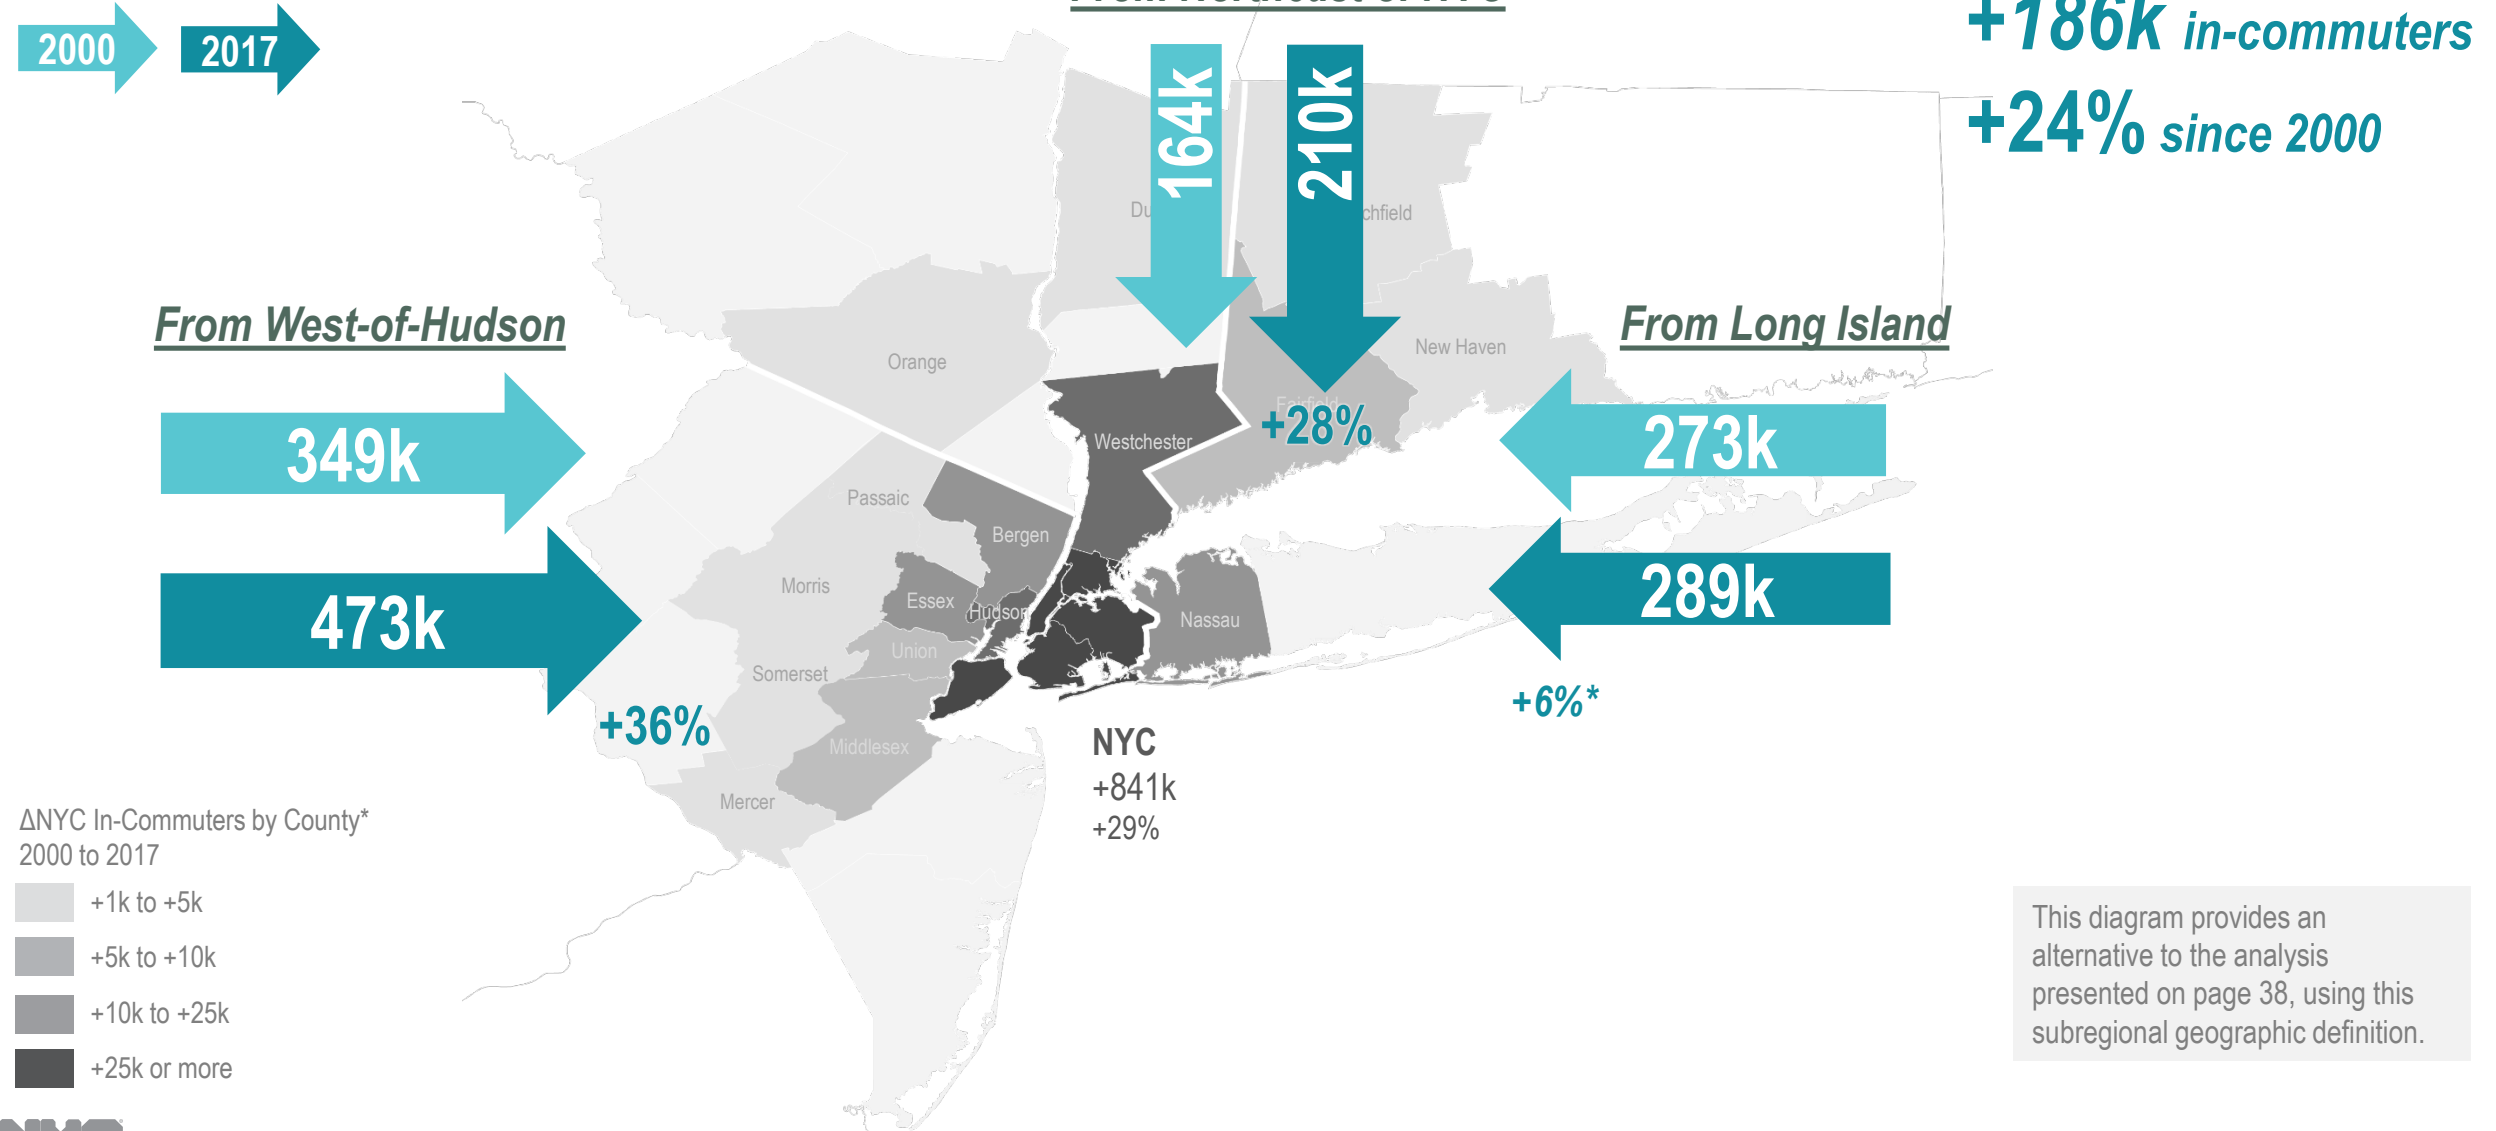 2000
2017
+186k in-commuters
+24% since 2000
164k
210k
chfield
From West-of-Hudson
From Long Island
Orange
New Haven
349k
273k
Fairfield
+28%
Westchester
Passaic
Bergen
473k
289k
Morris
Essex
Hudson
Nassau
Union
Somerset
+6%*
+36%
Middlesex
NYC
+841k
+29%
Mercer
ΔNYC In-Commuters by County*
2000 to 2017
+1k to +5k
+5k to +10k
+10k to +25k
+25k or more
This diagram provides an
alternative to the analysis
presented on page 38, using this
subregional geographic definition.